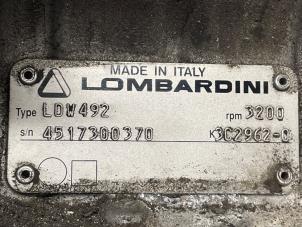 MADE IN ITALY
LOMBARDINI
Type LDW492 rpm 3200
s/n 4517300370 K3C2962-0